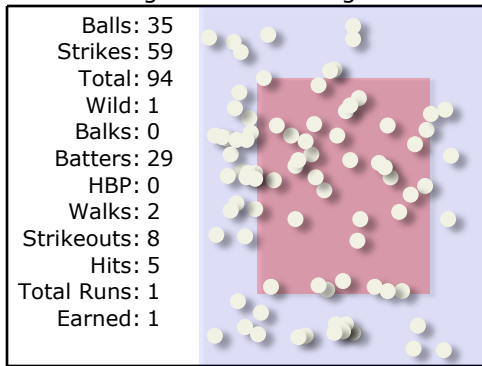 Balls: 35
Strikes: 59
Total: 94
Wild: 1
Balks: 0
Batters: 29
HBP: 0
Walks: 2
Strikeouts: 8
Hits: 5
Total Runs: 1
Earned: 1